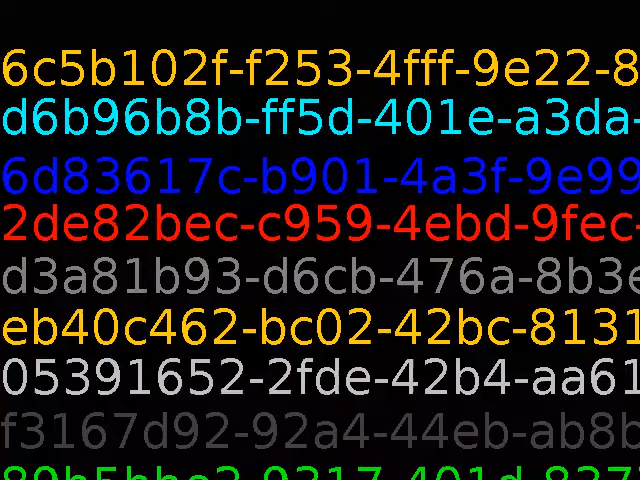 6c5b102f-f253-4fff-9e22-8
d6b96b8b-ff5d-401e-a3da-
6d83617c-b901-4a3f-9e99
2de82bec-c959-4ebd-9fec-
d3a81b93-d6cb-476a-8b3e
eb40c462-bc02-42bc-8131
05391652-2fde-42b4-aa61
f3167d92-92a4-44eb-ab8b